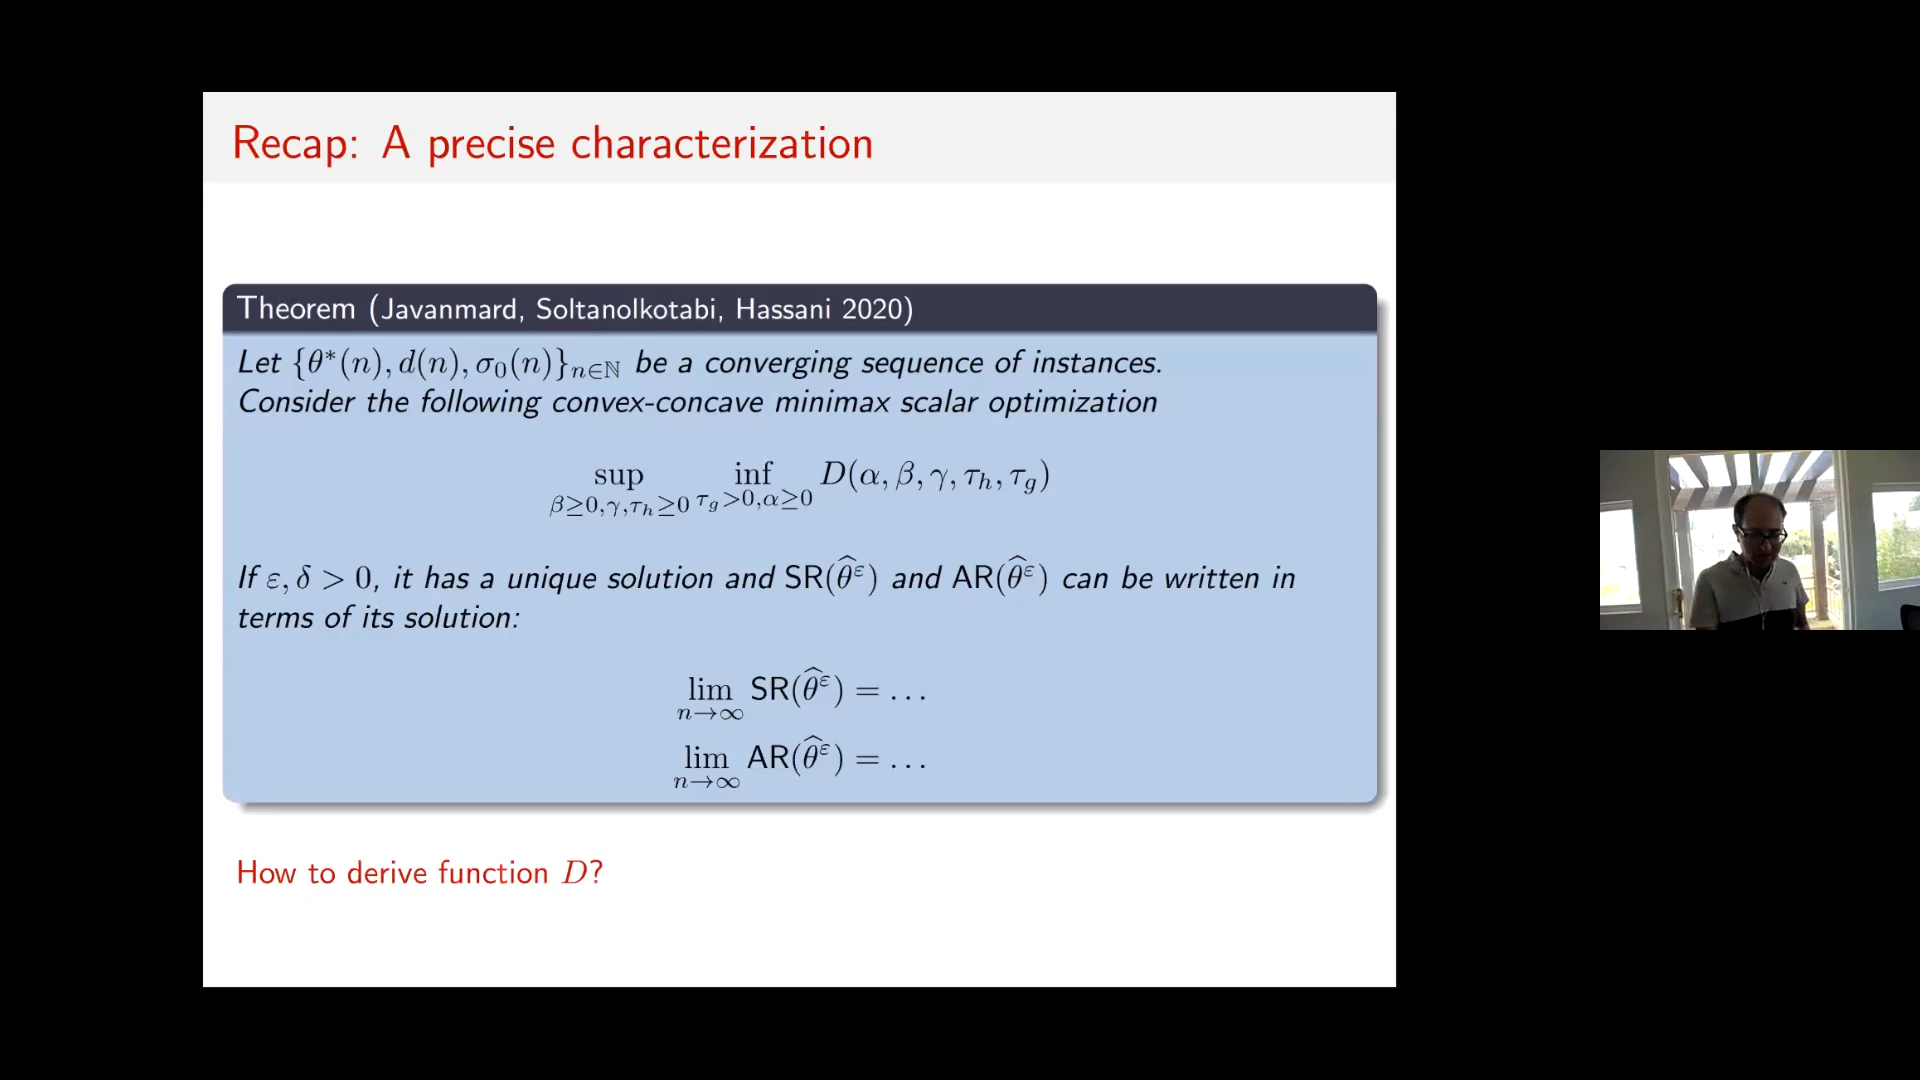 Recap: A precise characterization
Theorem (Javanmard, Soltanolkotabi, Hassani 2020)
Let {θ*(n), d(n), σ₀(n)}ₙ∈ℕ be a converging sequence of instances.
Consider the following convex-concave minimax scalar optimization
sup inf D(α, β, γ, τₕ, τ_g)
β≥0,γ,τₕ≥0 τ_g>0,α≥0
If ε, δ > 0, it has a unique solution and SR(θ̂^ε) and AR(θ̂^ε) can be written in
terms of its solution:
lim SR(θ̂^ε) = ...
n→∞
lim AR(θ̂^ε) = ...
n→∞
How to derive function D?